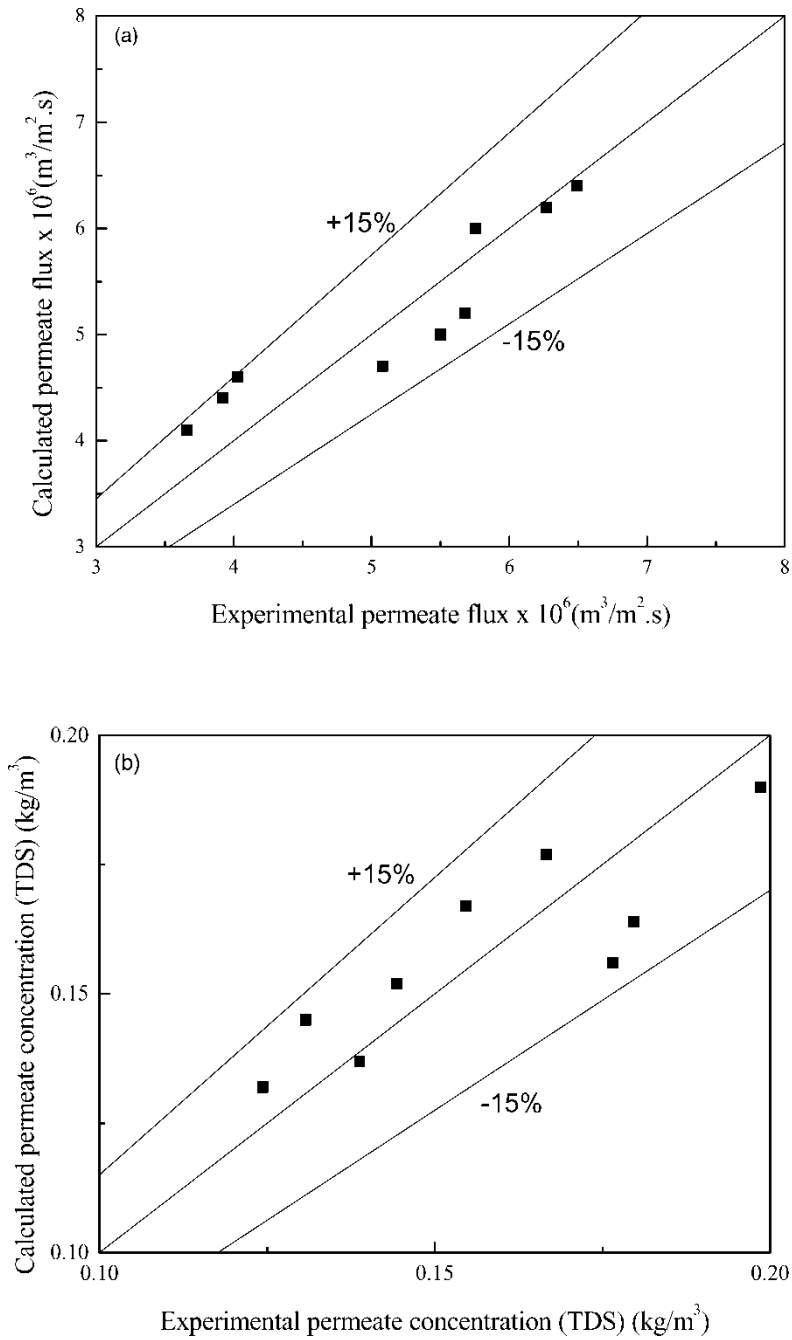 (a)
8
7
6
5
4
3
Calculated permeate flux x 10⁶(m³/m².s)
+15%
-15%
3 4 5 6 7 8
Experimental permeate flux x 10⁶(m³/m².s)
(b)
0.20
0.15
0.10
Calculated permeate concentration (TDS) (kg/m³)
+15%
-15%
0.10 0.15 0.20
Experimental permeate concentration (TDS) (kg/m³)